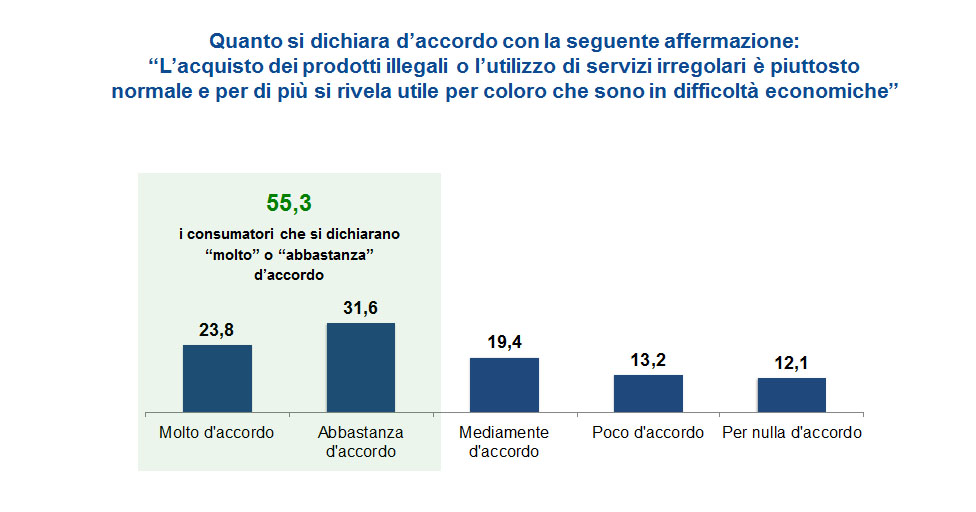 Quanto si dichiara d’accordo con la seguente affermazione:
“L’acquisto dei prodotti illegali o l’utilizzo di servizi irregolari è piuttosto
normale e per di più si rivela utile per coloro che sono in difficoltà economiche”
55,3
i consumatori che si dichiarano
“molto” o “abbastanza”
d’accordo
23,8
31,6
19,4
13,2
12,1
Molto d'accordo
Abbastanza
d'accordo
Mediamente
d'accordo
Poco d'accordo
Per nulla d'accordo